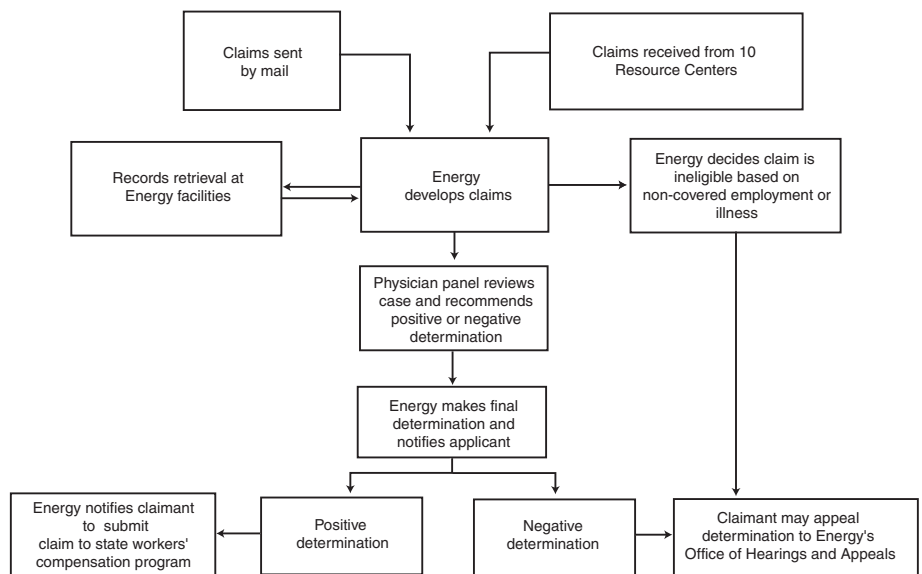 Claims sent
by mail
Claims received from 10
Resource Centers
Records retrieval at
Energy facilities
Energy
develops claims
Energy decides claim is
ineligible based on
non-covered employment or
illness
Physician panel reviews
case and recommends
positive or negative
determination
Energy makes final
determination and
notifies applicant
Energy notifies claimant
to submit
claim to state workers'
compensation program
Positive
determination
Negative
determination
Claimant may appeal
determination to Energy's
Office of Hearings and Appeals